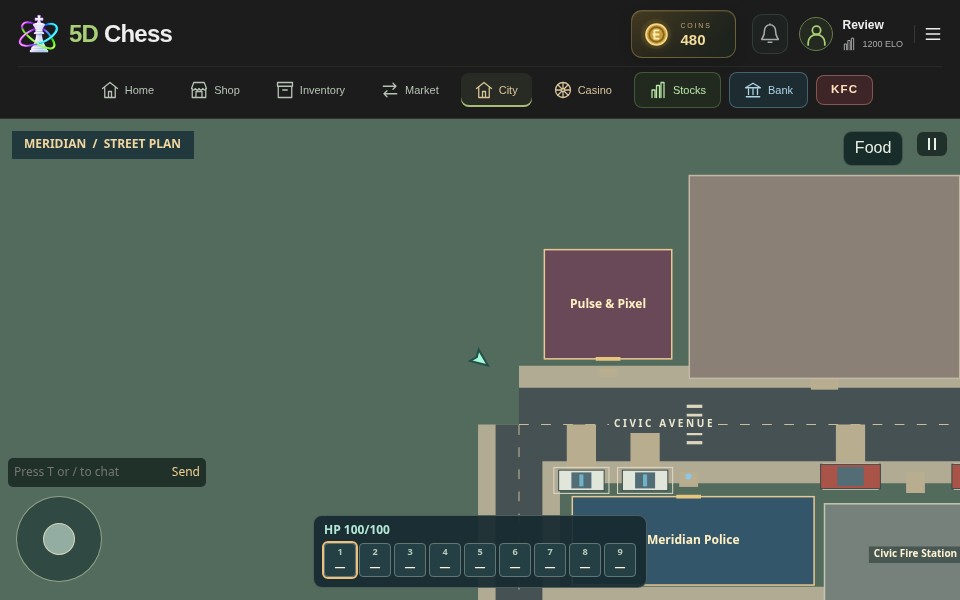 5D Chess
COINS
480
Review
1200 ELO
Home
Shop
Inventory
Market
City
Casino
Stocks
Bank
KFC
MERIDIAN / STREET PLAN
Food
Pulse & Pixel
CIVIC AVENUE
Press T or / to chat
Send
HP 100/100
1 2 3 4 5 6 7 8 9
— — — — — — — — —
Meridian Police
Civic Fire Station